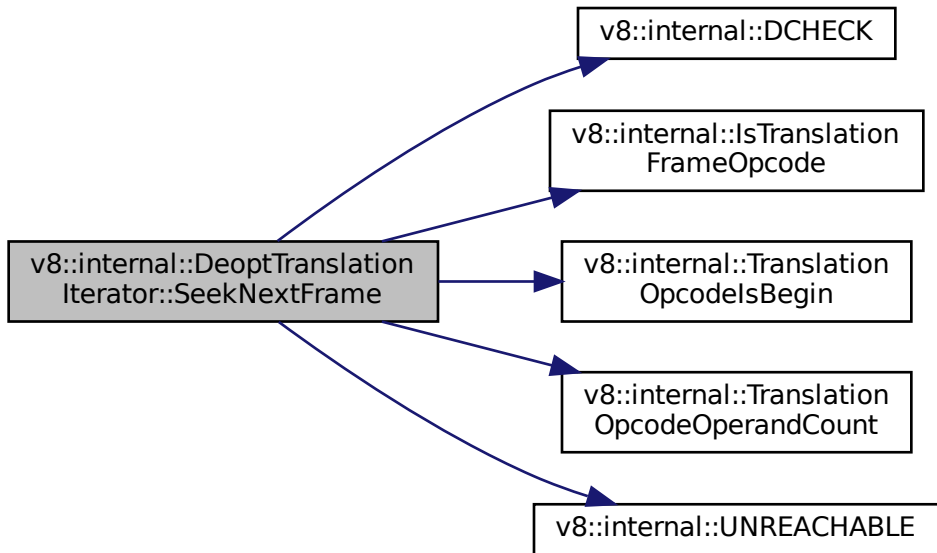 v8::internal::DCHECK
v8::internal::IsTranslation
FrameOpcode
v8::internal::DeoptTranslation
Iterator::SeekNextFrame
v8::internal::Translation
OpcodeIsBegin
v8::internal::Translation
OpcodeOperandCount
v8::internal::UNREACHABLE